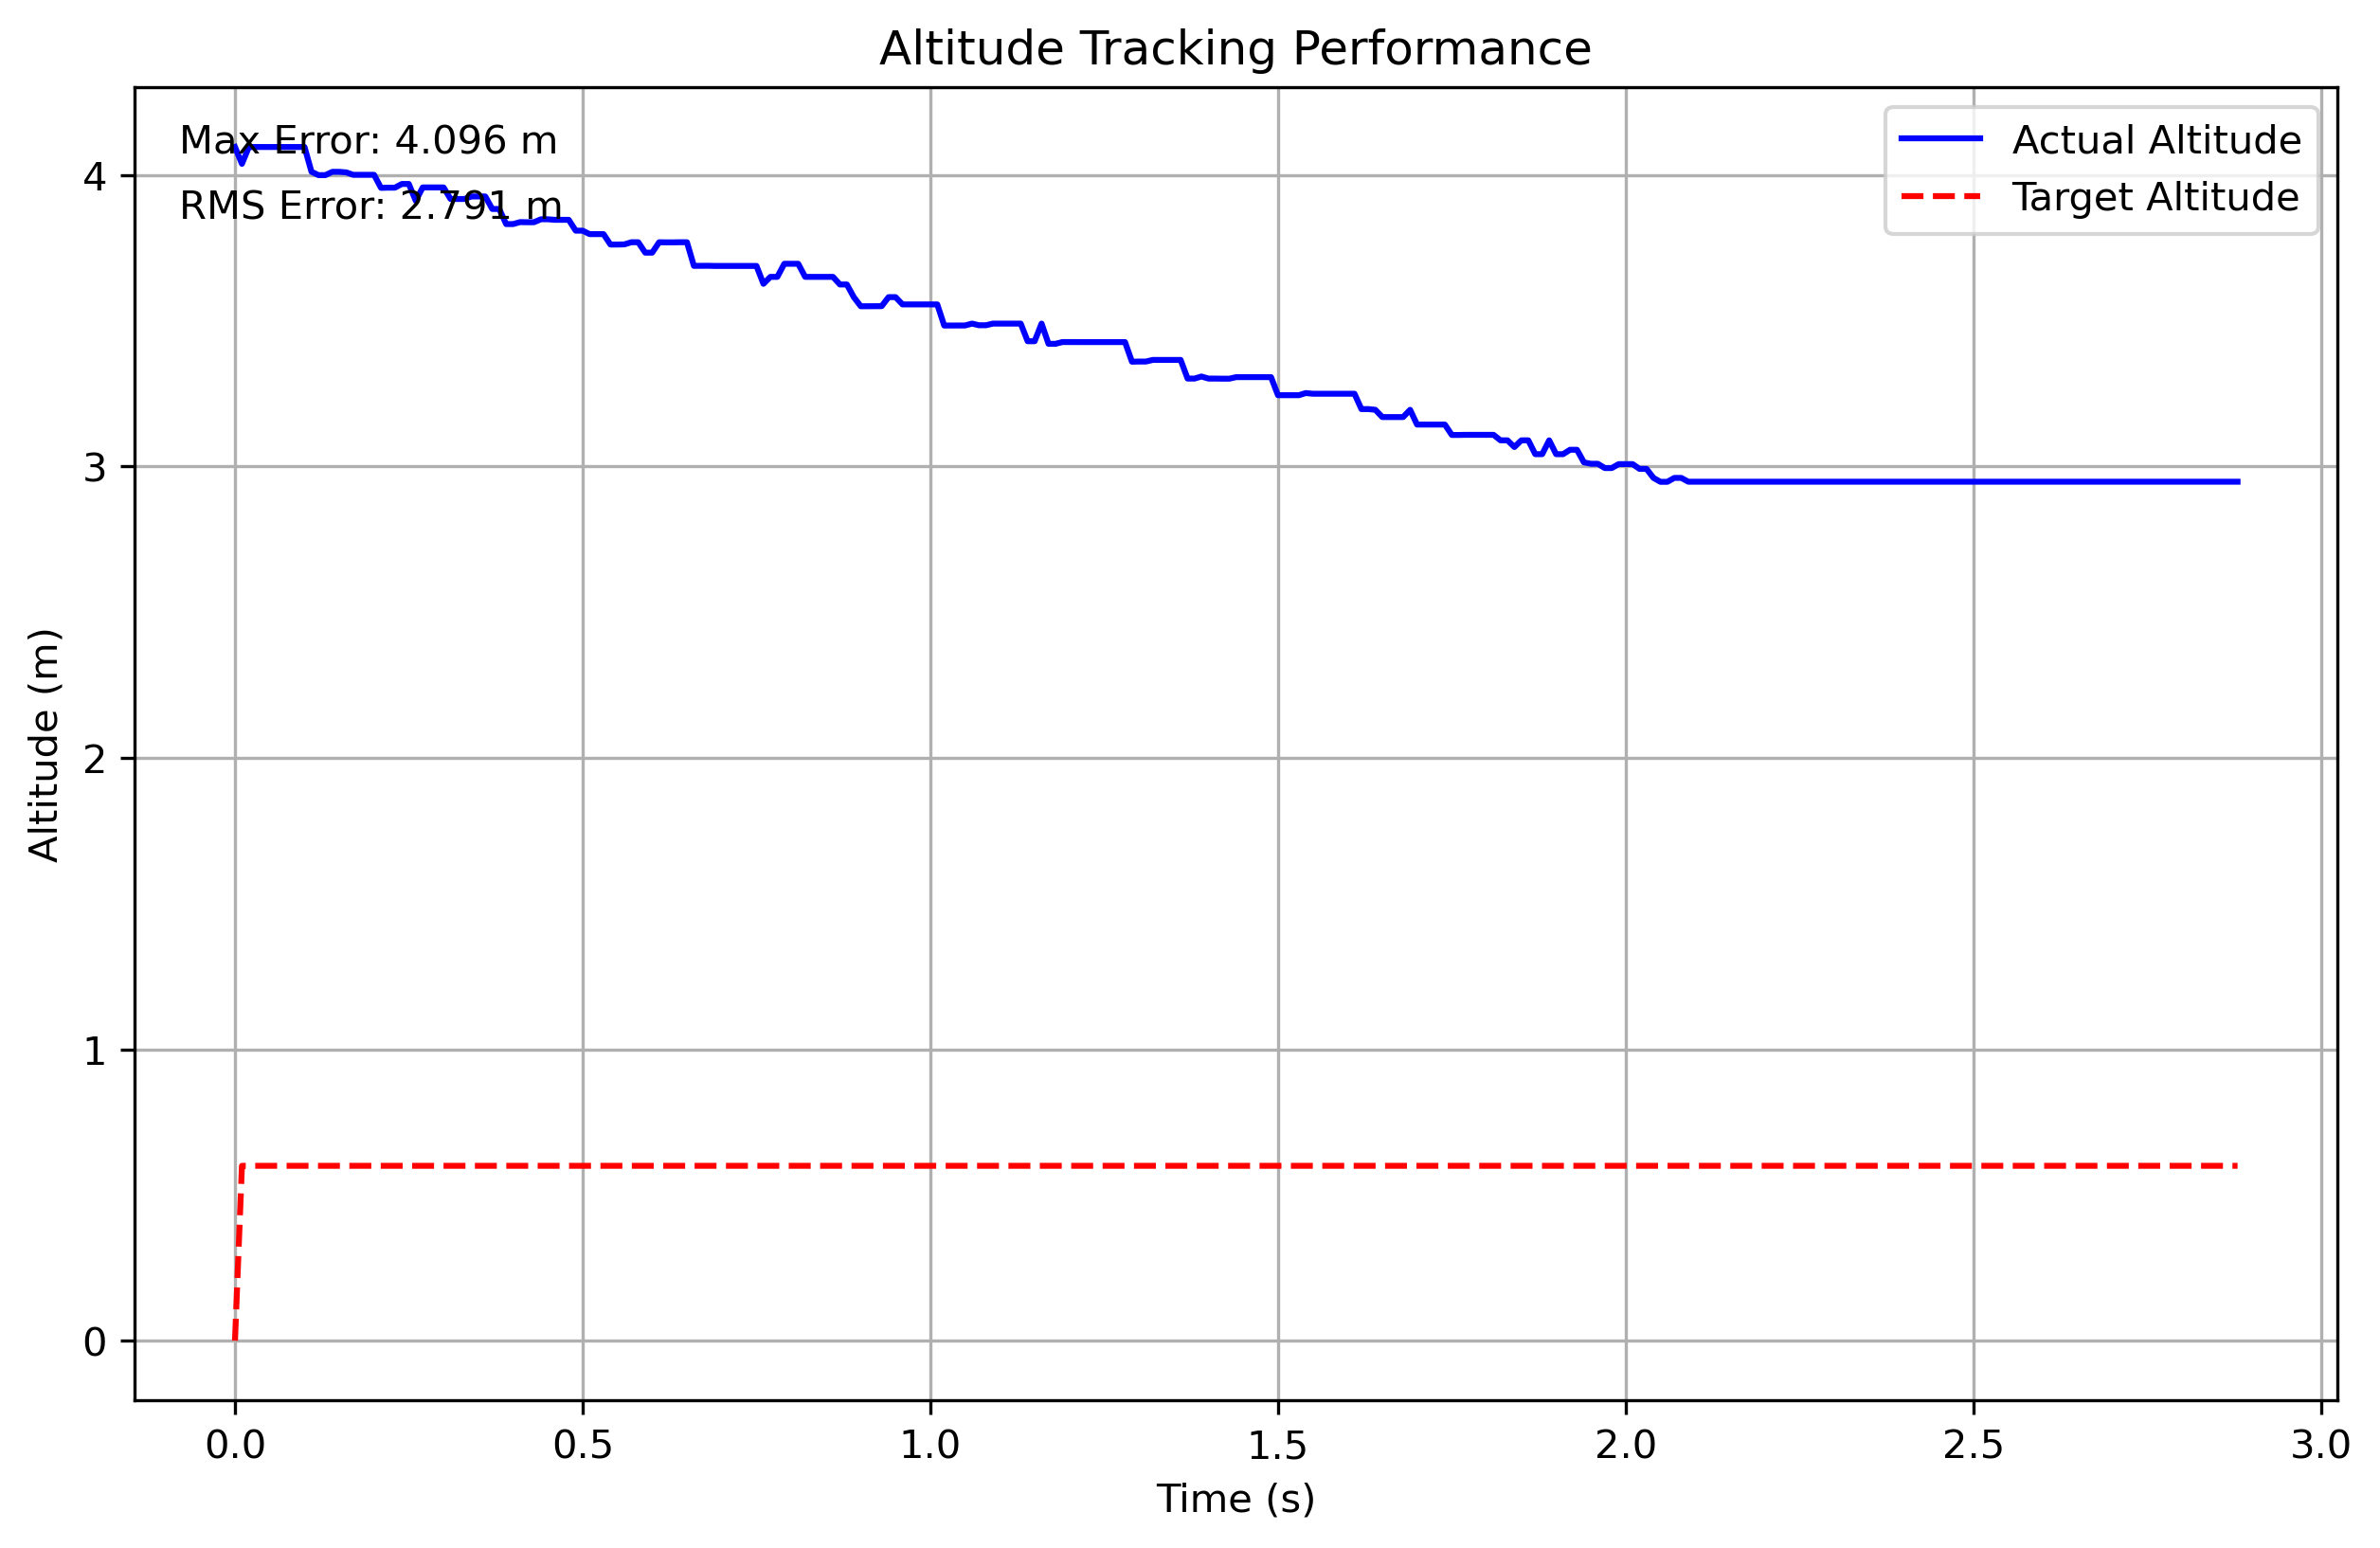 Altitude Tracking Performance
Max Error: 4.096 m
RMS Error: 2.791 m
Actual Altitude
Target Altitude
Altitude (m)
4
3
2
1
0
0.0 0.5 1.0 1.5 2.0 2.5 3.0
Time (s)